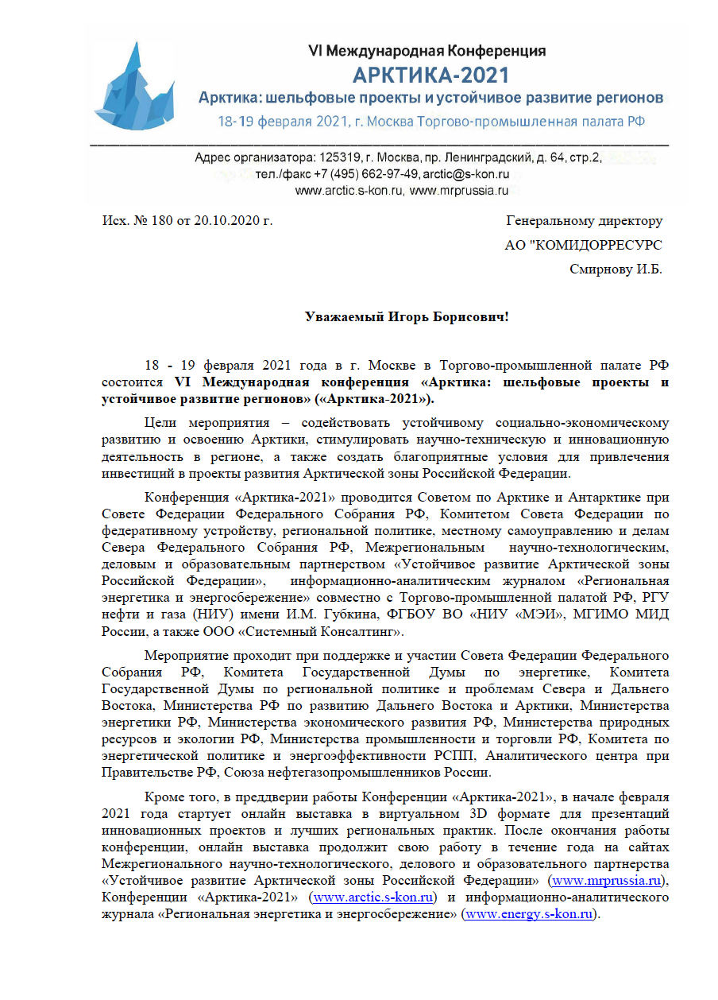 VI Международная Конференция
АРКТИКА-2021
Арктика: шельфовые проекты и устойчивое развитие регионов
18-19 февраля 2021, г. Москва Торгово-промышленная палата РФ
Адрес организатора: 125319, г. Москва, пр. Ленинградский, д. 64, стр.2,
тел./факс +7 (495) 662-97-49, arctic@s-kon.ru
www.arctic.s-kon.ru, www.mrprussia.ru
Исх. № 180 от 20.10.2020 г.
Генеральному директору
АО "КОМИДОРРЕСУРС
Смирнову И.Б.
Уважаемый Игорь Борисович!
18 - 19 февраля 2021 года в г. Москве в Торгово-промышленной палате РФ
состоится VI Международная конференция «Арктика: шельфовые проекты и
устойчивое развитие регионов» («Арктика-2021»).
Цели мероприятия – содействовать устойчивому социально-экономическому
развитию и освоению Арктики, стимулировать научно-техническую и инновационную
деятельность в регионе, а также создать благоприятные условия для привлечения
инвестиций в проекты развития Арктической зоны Российской Федерации.
Конференция «Арктика-2021» проводится Советом по Арктике и Антарктике при
Совете Федерации Федерального Собрания РФ, Комитетом Совета Федерации по
федеративному устройству, региональной политике, местному самоуправлению и делам
Севера Федерального Собрания РФ, Межрегиональным научно-технологическим,
деловым и образовательным партнерством «Устойчивое развитие Арктической зоны
Российской Федерации», информационно-аналитическим журналом «Региональная
энергетика и энергосбережение» совместно с Торгово-промышленной палатой РФ, РГУ
нефти и газа (НИУ) имени И.М. Губкина, ФГБОУ ВО «НИУ «МЭИ», МГИМО МИД
России, а также ООО «Системный Консалтинг».
Мероприятие проходит при поддержке и участии Совета Федерации Федерального
Собрания РФ, Комитета Государственной Думы по энергетике, Комитета
Государственной Думы по региональной политике и проблемам Севера и Дальнего
Востока, Министерства РФ по развитию Дальнего Востока и Арктики, Министерства
энергетики РФ, Министерства экономического развития РФ, Министерства природных
ресурсов и экологии РФ, Министерства промышленности и торговли РФ, Комитета по
энергетической политике и энергоэффективности РСПП, Аналитического центра при
Правительстве РФ, Союза нефтегазопромышленников России.
Кроме того, в преддверии работы Конференции «Арктика-2021», в начале февраля
2021 года стартует онлайн выставка в виртуальном 3D формате для презентаций
инновационных проектов и лучших региональных практик. После окончания работы
конференции, онлайн выставка продолжит свою работу в течение года на сайтах
Межрегионального научно-технологического, делового и образовательного партнерства
«Устойчивое развитие Арктической зоны Российской Федерации» (www.mrprussia.ru),
Конференции «Арктика-2021» (www.arctic.s-kon.ru) и информационно-аналитического
журнала «Региональная энергетика и энергосбережение» (www.energy.s-kon.ru).